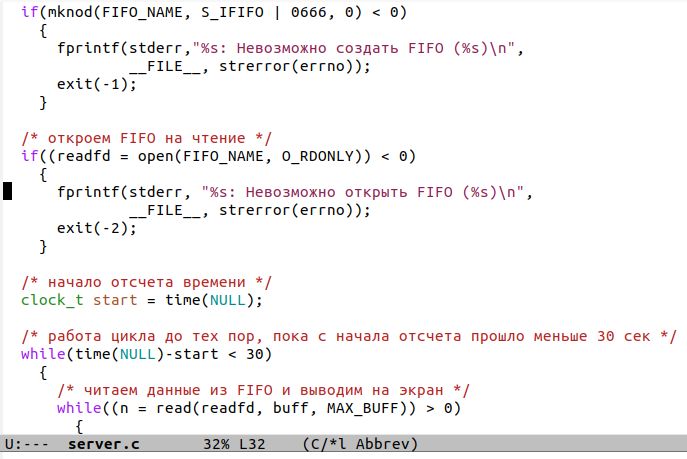 if(mknod(FIFO_NAME, S_IFIFO | 0666, 0) < 0)
{
fprintf(stderr,"%s: Невозможно создать FIFO (%s)\n",
__FILE__, strerror(errno));
exit(-1);
}
/* откроем FIFO на чтение */
if((readfd = open(FIFO_NAME, O_RDONLY)) < 0)
{
fprintf(stderr, "%s: Невозможно открыть FIFO (%s)\n",
__FILE__, strerror(errno));
exit(-2);
}
/* начало отсчета времени */
clock_t start = time(NULL);
/* работа цикла до тех пор, пока с начала отсчета прошло меньше 30 сек */
while(time(NULL)-start < 30)
{
/* читаем данные из FIFO и выводим на экран */
while((n = read(readfd, buff, MAX_BUFF)) > 0)
{
U:--- server.c 32% L32 (C/*l Abbrev)